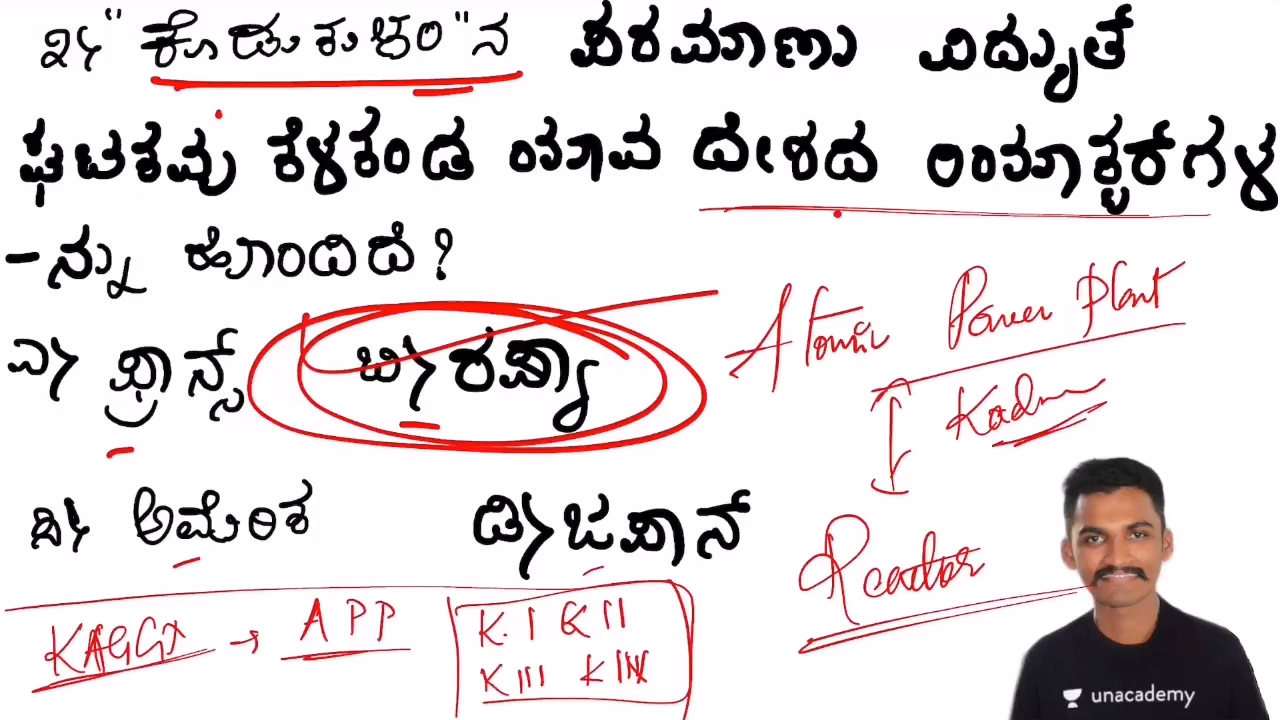 ೩೪ "ಕೊಡುಕುಳಂ"ನ ಪರಮಾಣು ವಿದ್ಯುತ್
ಘಟಕವು ಕೆಳಕಂಡ ಯಾವ ದೇಶದ ರಿಯಾಕ್ಟರ್‌ಗಳ
-ನ್ನು ಹೊಂದಿದೆ?
ಎ> ಫ್ರಾನ್ಸ್ ಬಿ> ರಷ್ಯಾ
Atomic Power Plant
ಸಿ> ಅಮೆರಿಕ ಡಿ> ಜಪಾನ್
Reactor
KAGGA → APP
K.I K II
K III K IV
unacademy